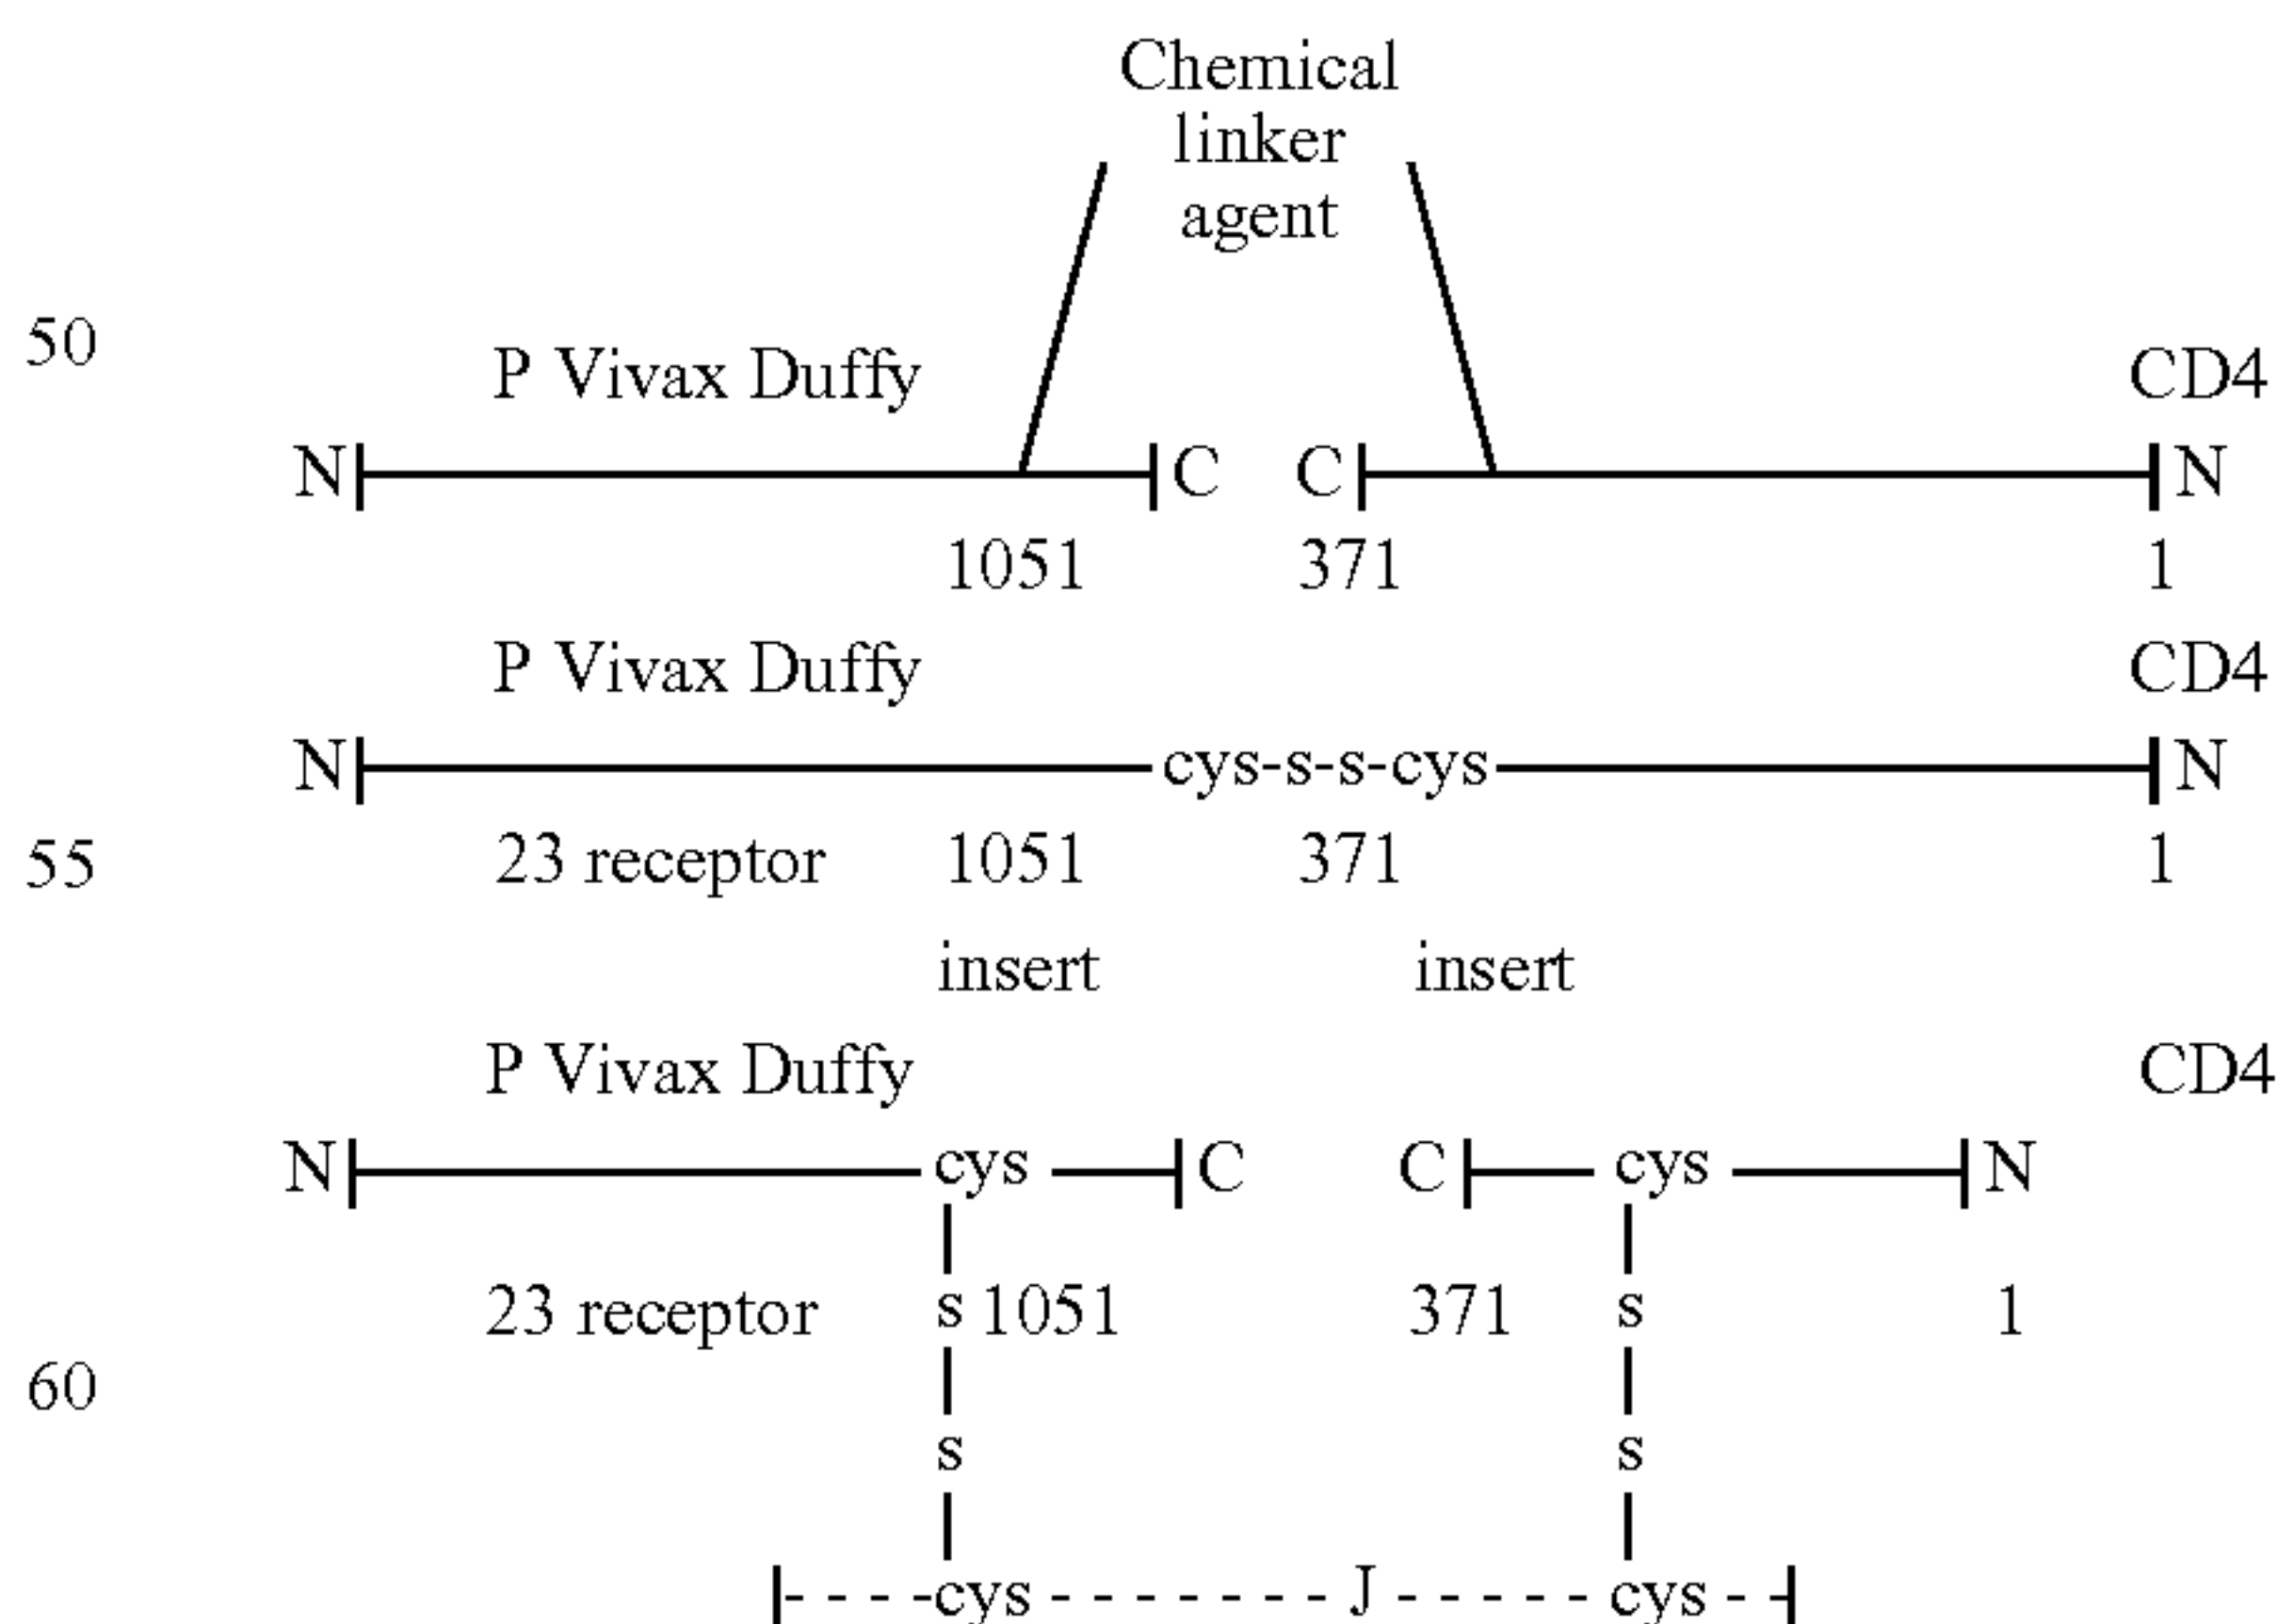 Chemical
linker
agent
50
P Vivax Duffy CD4
N C C N
1051 371 1
P Vivax Duffy CD4
N cys-s-s-cys N
55 23 receptor 1051 371 1
insert insert
P Vivax Duffy CD4
N cys C C cys N
23 receptor s 1051 371 s 1
60
s s
cys J cys